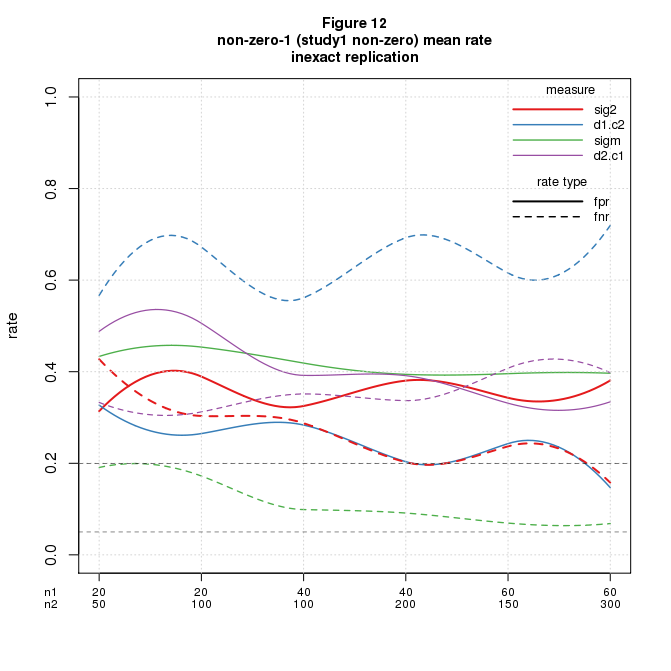 Figure 12
non-zero-1 (study1 non-zero) mean rate
inexact replication
measure
sig2
d1.c2
sigm
d2.c1
rate type
fpr
fnr
rate
1.0
0.8
0.6
0.4
0.2
0.0
n1 20 20 40 40 60 60
n2 50 100 100 200 150 300